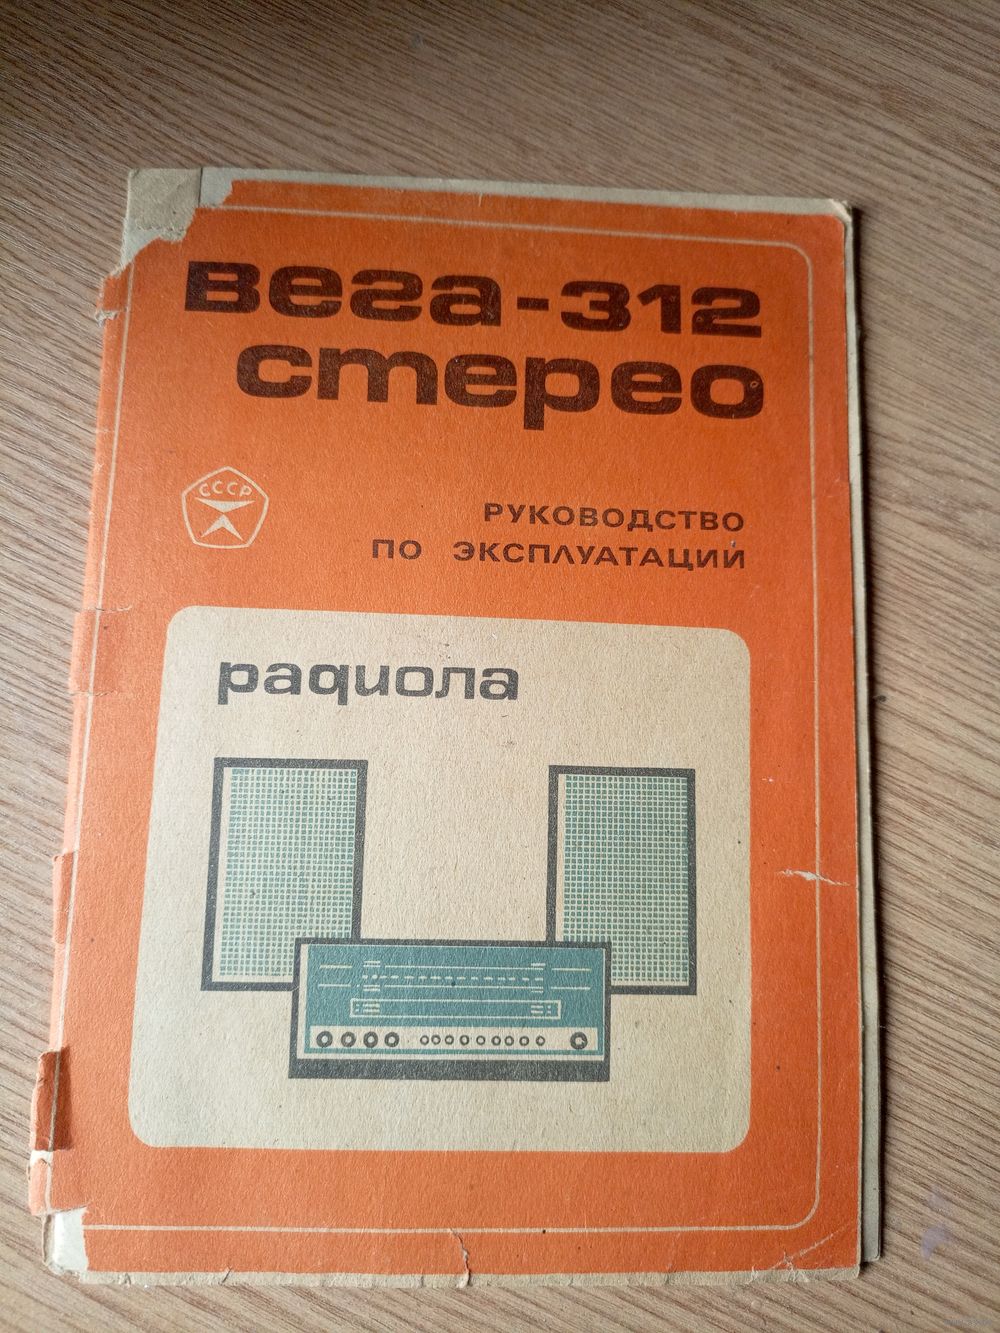 вега-312
стерео
СССР
РУКОВОДСТВО
ПО ЭКСПЛУАТАЦИИ
радиола